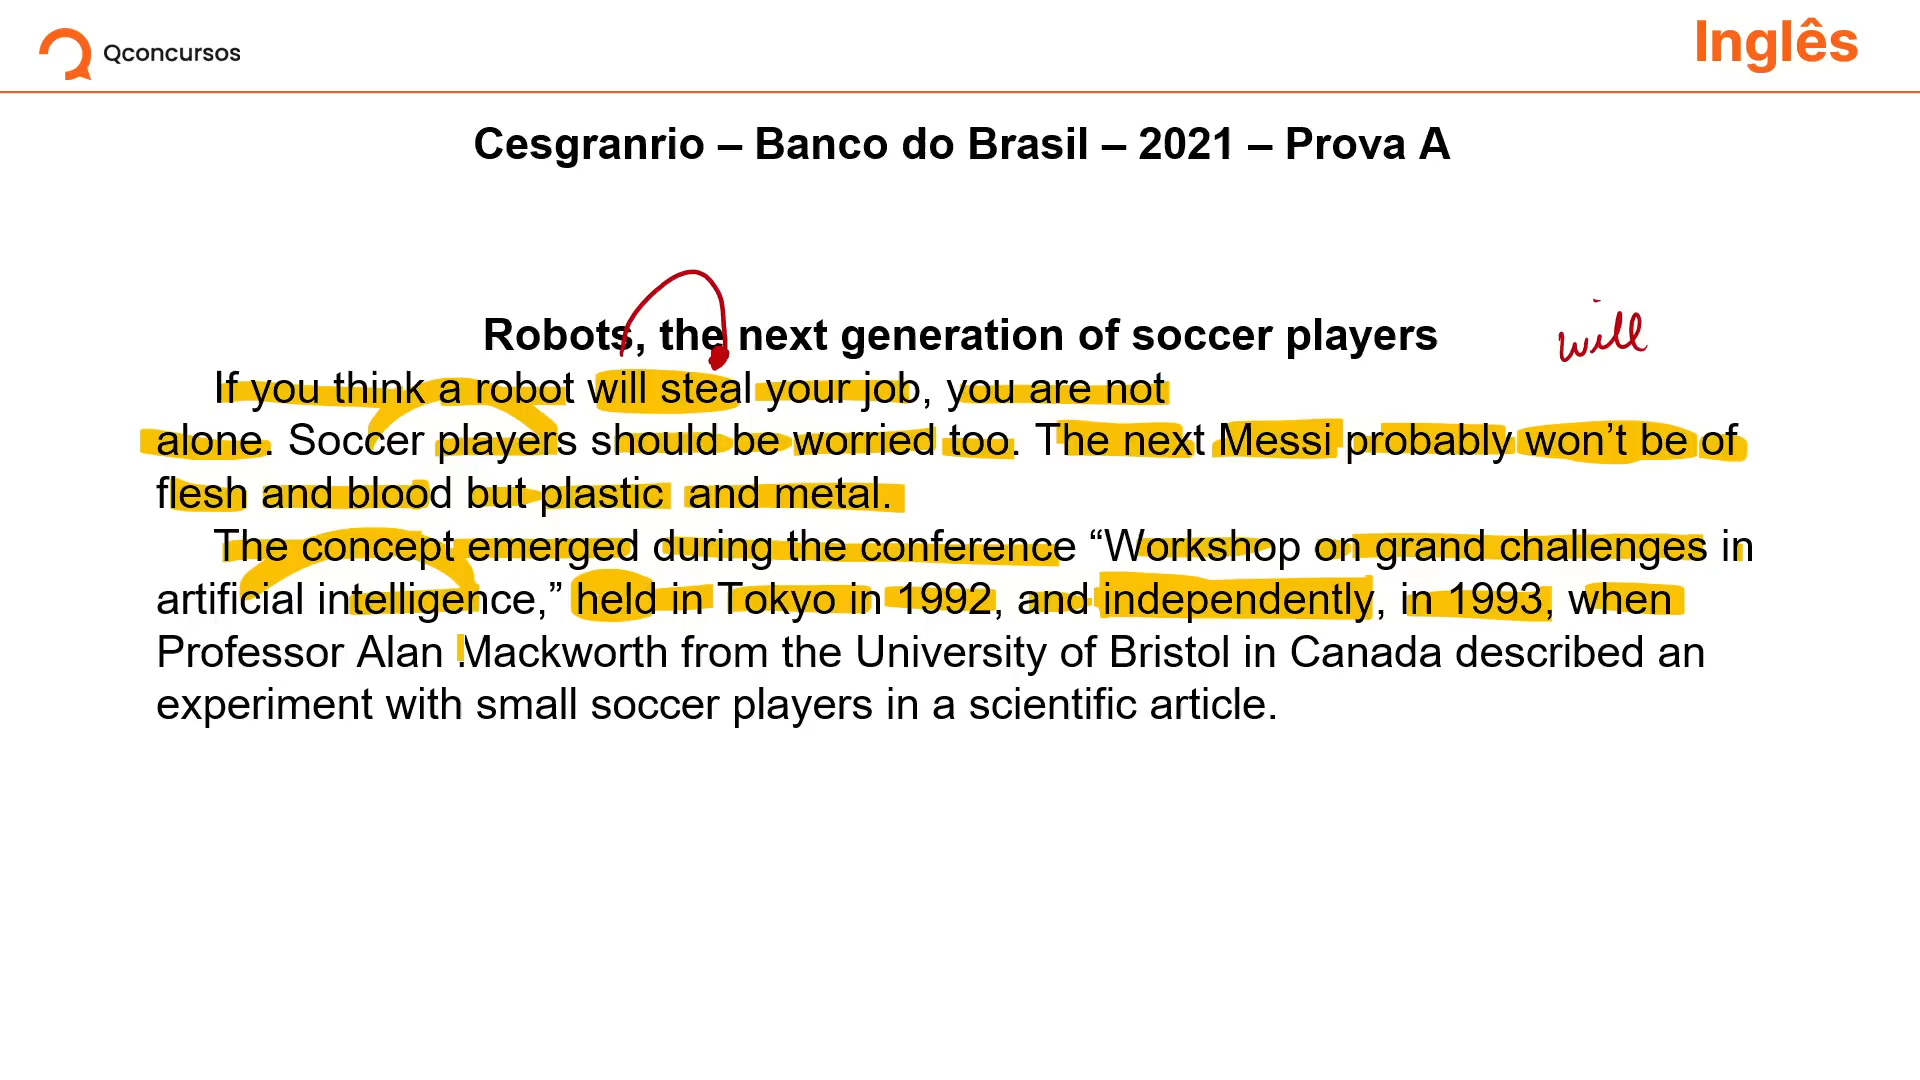 Qconcursos
Inglês
Cesgranrio – Banco do Brasil – 2021 – Prova A
Robots, the next generation of soccer players
will
If you think a robot will steal your job, you are not
alone. Soccer players should be worried too. The next Messi probably won’t be of
flesh and blood but plastic and metal.
The concept emerged during the conference “Workshop on grand challenges in
artificial intelligence,” held in Tokyo in 1992, and independently, in 1993, when
Professor Alan Mackworth from the University of Bristol in Canada described an
experiment with small soccer players in a scientific article.